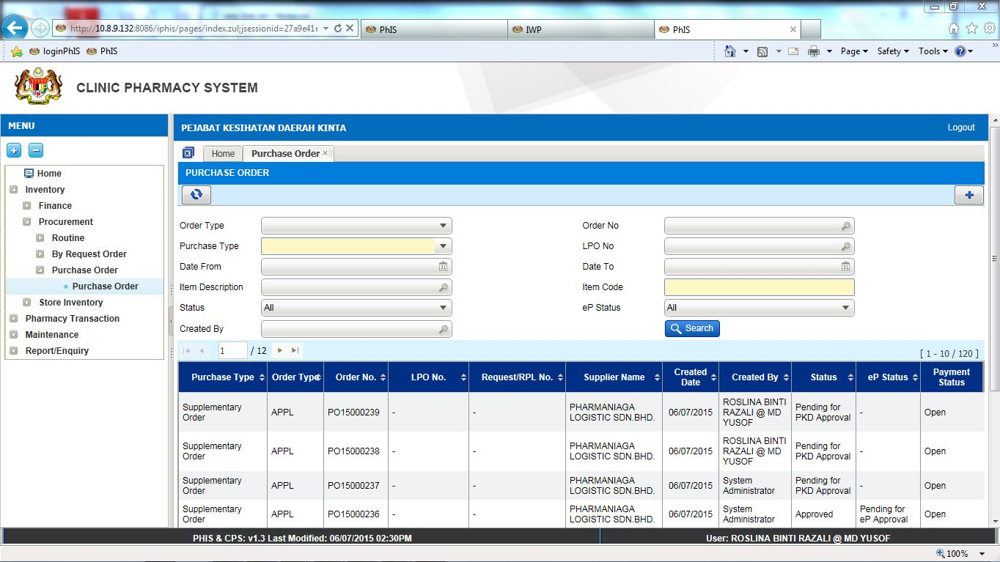 http://10.8.9.132:8086/iphis/pages/index.zul;jsessionid=27a9e41e
PhIS
IWP
PhIS
loginPhIS PhIS
Page Safety Tools
CLINIC PHARMACY SYSTEM
MENU
PEJABAT KESIHATAN DAERAH KINTA
Logout
Home
Inventory
Finance
Procurement
Routine
By Request Order
Purchase Order
Purchase Order
Store Inventory
Pharmacy Transaction
Maintenance
Report/Enquiry
Home Purchase Order
PURCHASE ORDER
Order Type Order No
Purchase Type LPO No
Date From 31 Date To 31
Item Description Item Code
Status All eP Status All
Created By Search
1 / 12 [ 1 - 10 / 120 ]
Purchase Type Order Type Order No. LPO No. Request/RPL No. Supplier Name Created Date Created By Status eP Status Payment Status
Supplementary Order APPL PO15000239 - - PHARMANIAGA LOGISTIC SDN.BHD. 06/07/2015 ROSLINA BINTI RAZALI @ MD YUSOF Pending for PKD Approval - Open
Supplementary Order APPL PO15000238 - - PHARMANIAGA LOGISTIC SDN.BHD. 06/07/2015 ROSLINA BINTI RAZALI @ MD YUSOF Pending for PKD Approval - Open
Supplementary Order APPL PO15000237 - - PHARMANIAGA LOGISTIC SDN.BHD. 06/07/2015 System Administrator Pending for PKD Approval - Open
Supplementary Order APPL PO15000236 - - PHARMANIAGA LOGISTIC SDN.BHD. 06/07/2015 System Administrator Approved Pending for eP Approval Open
PHIS & CPS: v1.3 Last Modified: 06/07/2015 02:30PM
User: ROSLINA BINTI RAZALI @ MD YUSOF
100%